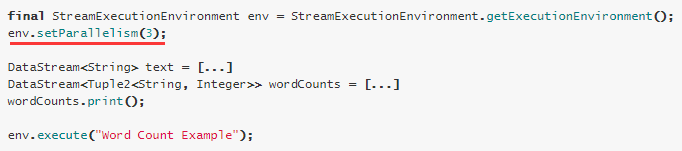 final StreamExecutionEnvironment env = StreamExecutionEnvironment.getExecutionEnvironment();
env.setParallelism(3);
DataStream<String> text = [...]
DataStream<Tuple2<String, Integer>> wordCounts = [...]
wordCounts.print();
env.execute("Word Count Example");